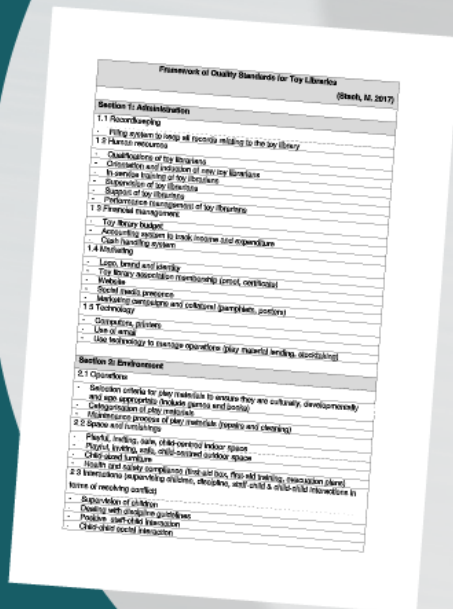 Framework of Quality Standards for Toy Libraries
(Stach, M. 2017)
Section 1: Administration
1.1 Recordkeeping
- Filing system to keep all records relating to the toy library
1.2 Human resources
- Qualifications of toy librarians
- Orientation and induction of new toy librarians
- In-service training of toy librarians
- Supervision of toy librarians
- Support of toy librarians
- Performance management of toy librarians
1.3 Financial management
- Toy library budget
- Accounting system to track income and expenditure
- Cash handling system
1.4 Marketing
- Logo, brand and identity
- Toy library association membership (proof, certificate)
- Website
- Social media presence
- Marketing campaigns and collateral (pamphlets, posters)
1.5 Technology
- Computers, printers
- Use of email
- Use technology to manage operations (play material lending, stocktaking)
Section 2: Environment
2.1 Operations
- Selection criteria for play materials to ensure they are culturally, developmentally
and age appropriate (include games and books)
- Categorisation of play materials
- Maintenance process of play materials (repairs and cleaning)
2.2 Space and furnishings
- Playful, inviting, safe, child-centred indoor space
- Playful, inviting, safe, child-centred outdoor space
- Child-sized furniture
- Health and safety compliance (first-aid box, first-aid training, evacuation plans)
2.3 Interactions (supervising children, discipline, staff-child & child-child interactions in
terms of resolving conflict)
- Supervision of children
- Dealing with discipline guidelines
- Positive staff-child interaction
- Child-child social interaction